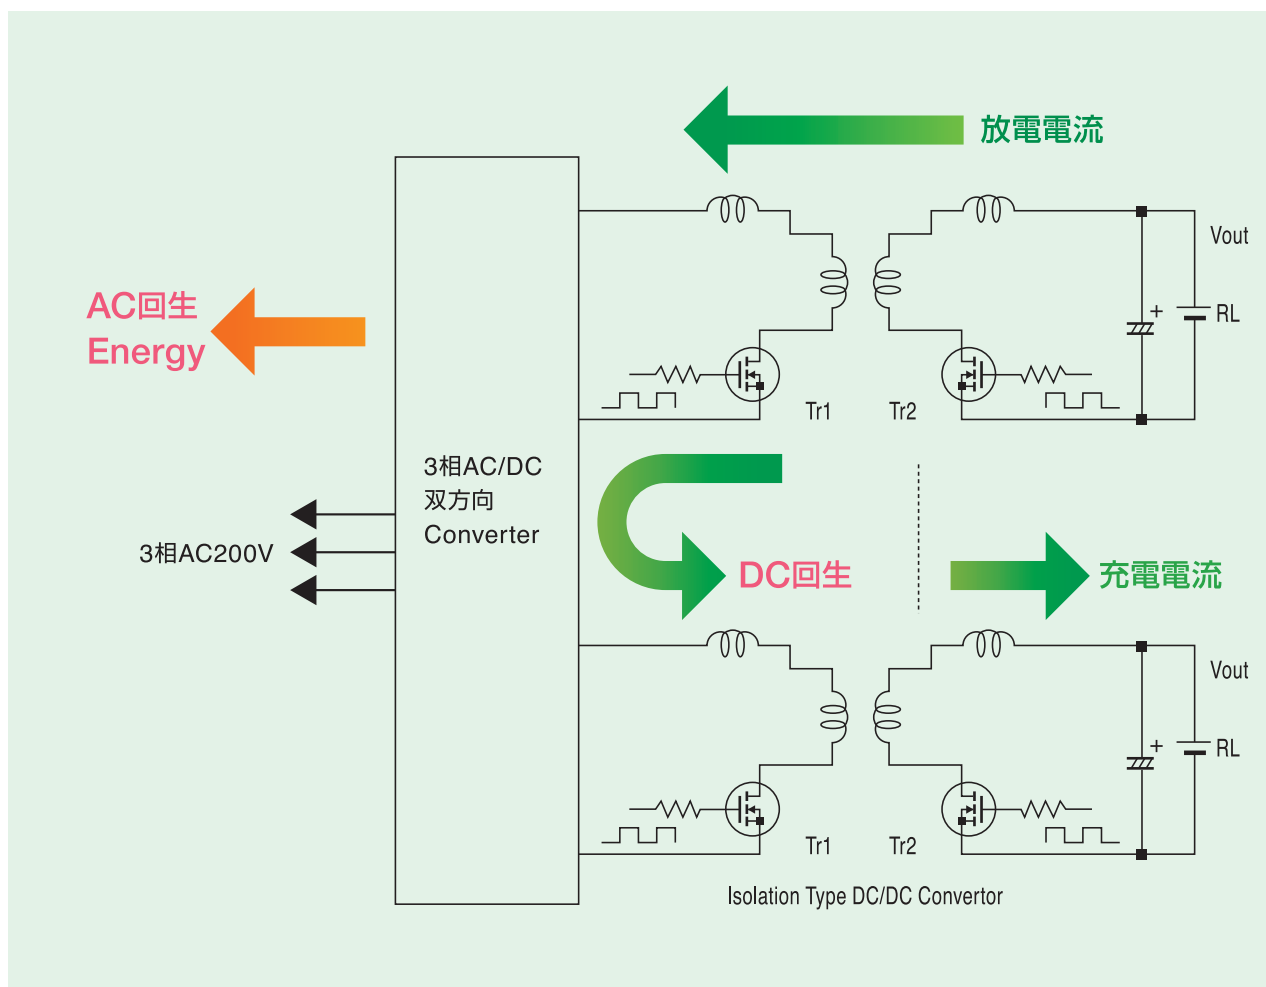 放電電流
Vout
AC回生
Energy
+
RL
Tr1
Tr2
3相AC/DC
双方向
Converter
3相AC200V
DC回生
充電電流
Vout
+
RL
Tr1
Tr2
Isolation Type DC/DC Convertor